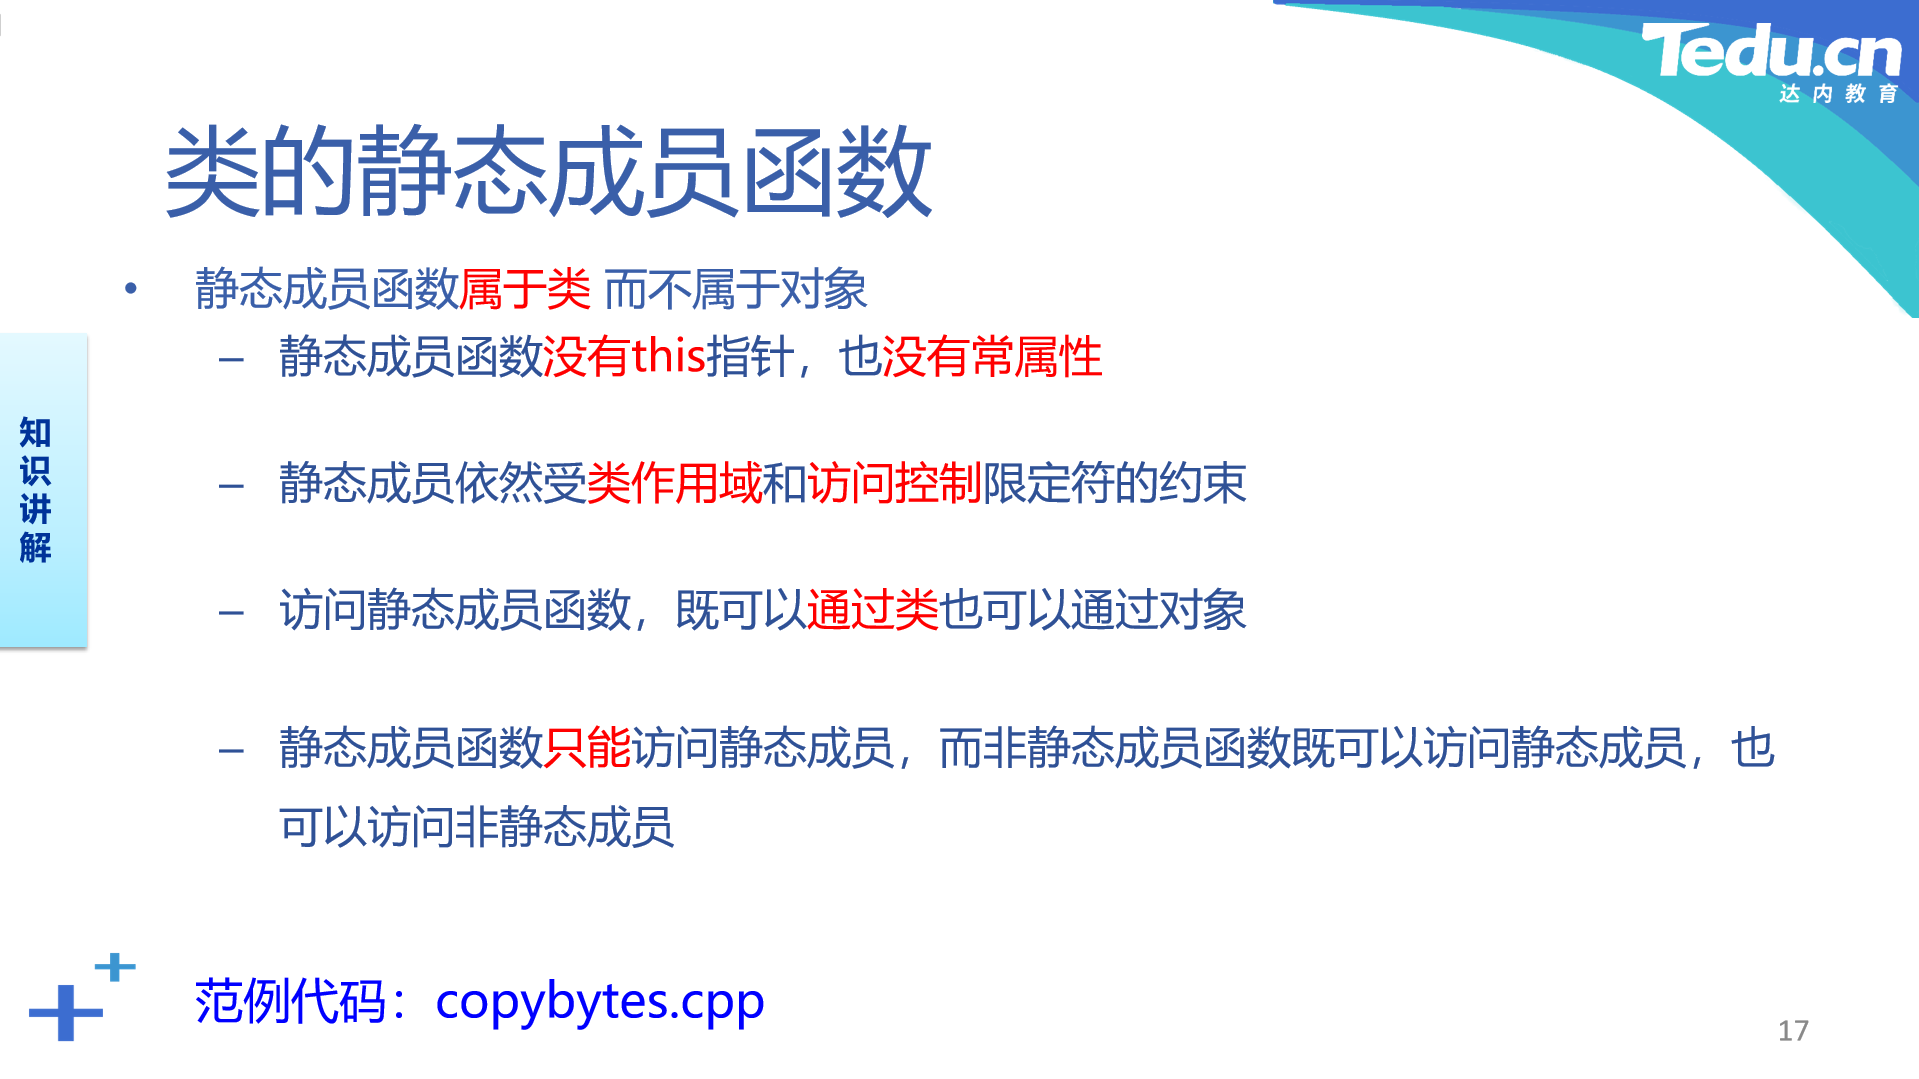 Tedu.cn
达内教育
类的静态成员函数
• 静态成员函数属于类 而不属于对象
– 静态成员函数没有this指针，也没有常属性
– 静态成员依然受类作用域和访问控制限定符的约束
– 访问静态成员函数，既可以通过类也可以通过对象
– 静态成员函数只能访问静态成员，而非静态成员函数既可以访问静态成员，也
可以访问非静态成员
知
识
讲
解
范例代码：copybytes.cpp
17